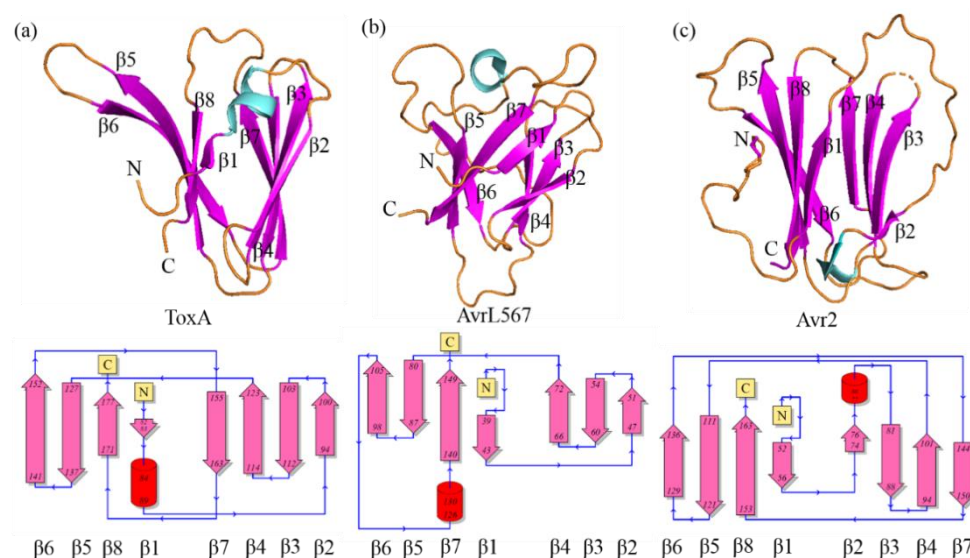 (a)
β5
β6
β8
β3
β7
β2
β1
N
β4
C
ToxA
(b)
β7
β5
β1
β3
N
β2
β6
C
β4
AvrL567
(c)
β5
β8
β7
β4
N
β3
β1
β6
β2
C
Avr2
152
127
C
177
N
155
123
103
100
141
137
171
89
163
114
112
94
β6 β5 β8 β1 β7 β4 β3 β2
C
105
80
149
N
72
54
51
39
98
87
140
43
66
60
47
β6 β5 β7 β1 β4 β3 β2
136
111
C
163
N
76
74
81
101
144
129
121
153
52
56
88
94
150
β6 β5 β8 β1 β2 β3 β4 β7